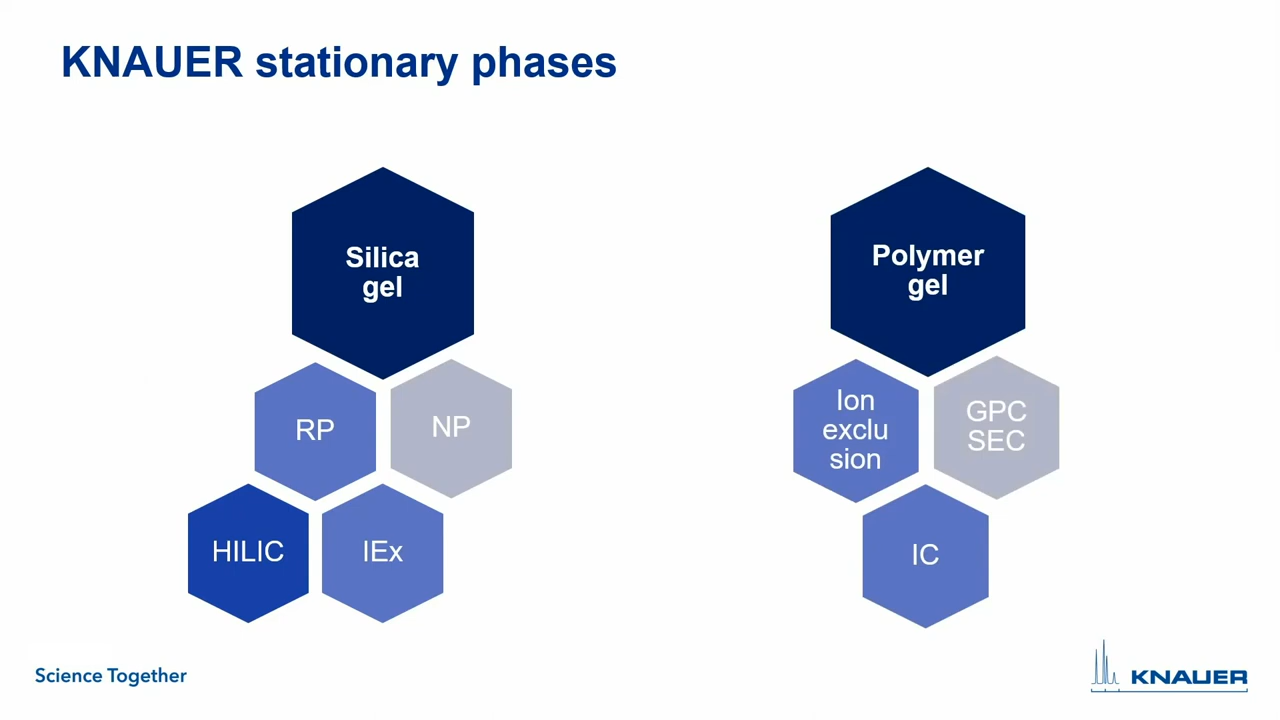 KNAUER stationary phases
Silica
gel
RP
NP
HILIC
IEx
Polymer
gel
Ion
exclu
sion
GPC
SEC
IC
Science Together
KNAUER